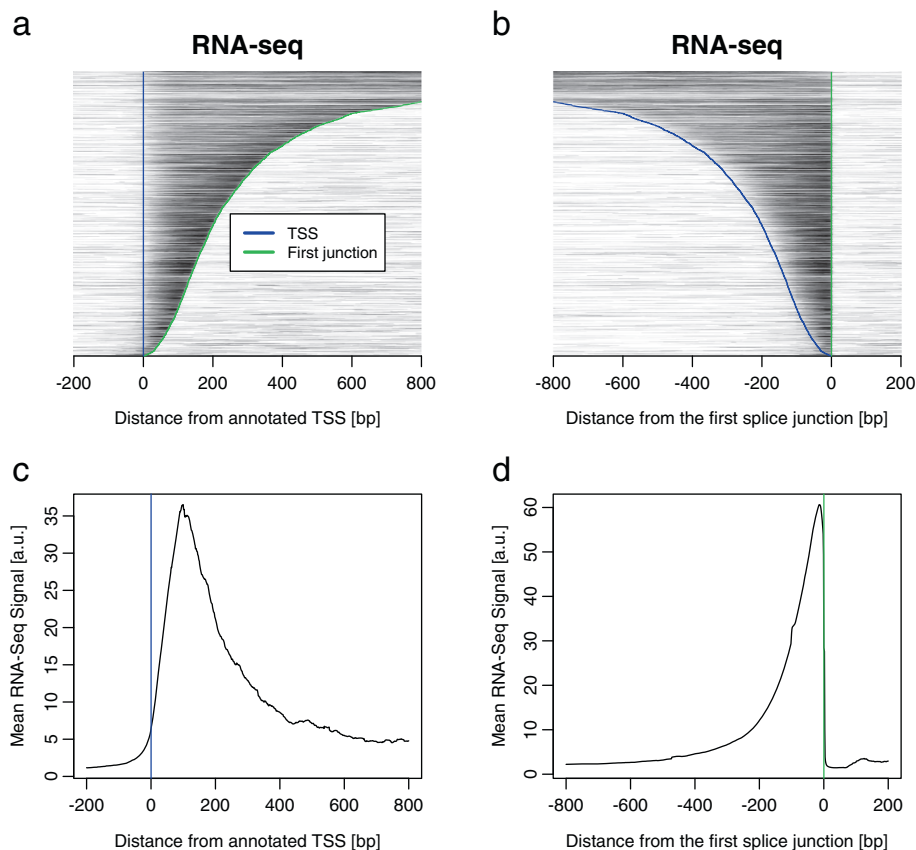 a
RNA-seq
TSS
First junction
-200 0 200 400 600 800
Distance from annotated TSS [bp]
b
RNA-seq
-800 -600 -400 -200 0 200
Distance from the first splice junction [bp]
c
Mean RNA-Seq Signal [a.u.]
0 5 10 15 20 25 30 35
-200 0 200 400 600 800
Distance from annotated TSS [bp]
d
Mean RNA-Seq Signal [a.u.]
0 10 20 30 40 50 60
-800 -600 -400 -200 0 200
Distance from the first splice junction [bp]